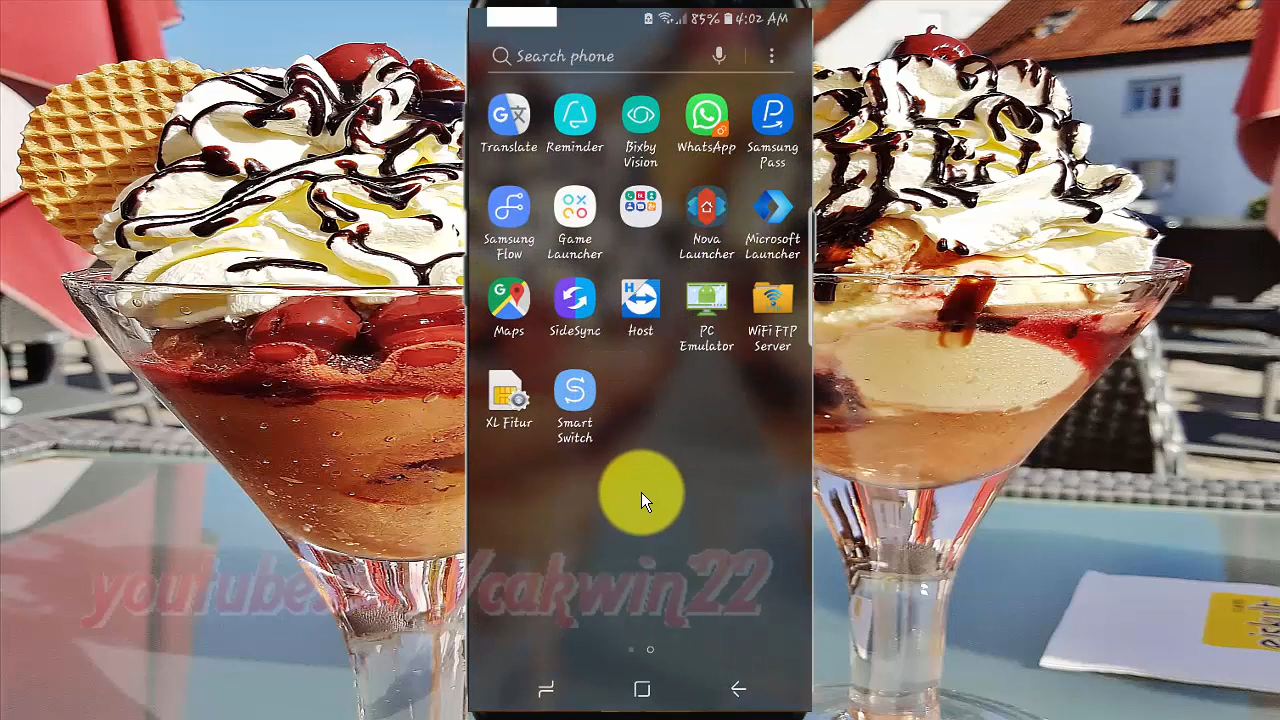 85% 4:02 AM
Search phone
Translate Reminder Bixby Vision WhatsApp Samsung Pass
Samsung Flow Game Launcher Nova Launcher Microsoft Launcher
Maps SideSync Host PC Emulator WiFi FTP Server
XL Fitur Smart Switch
youtube. /cakwin22